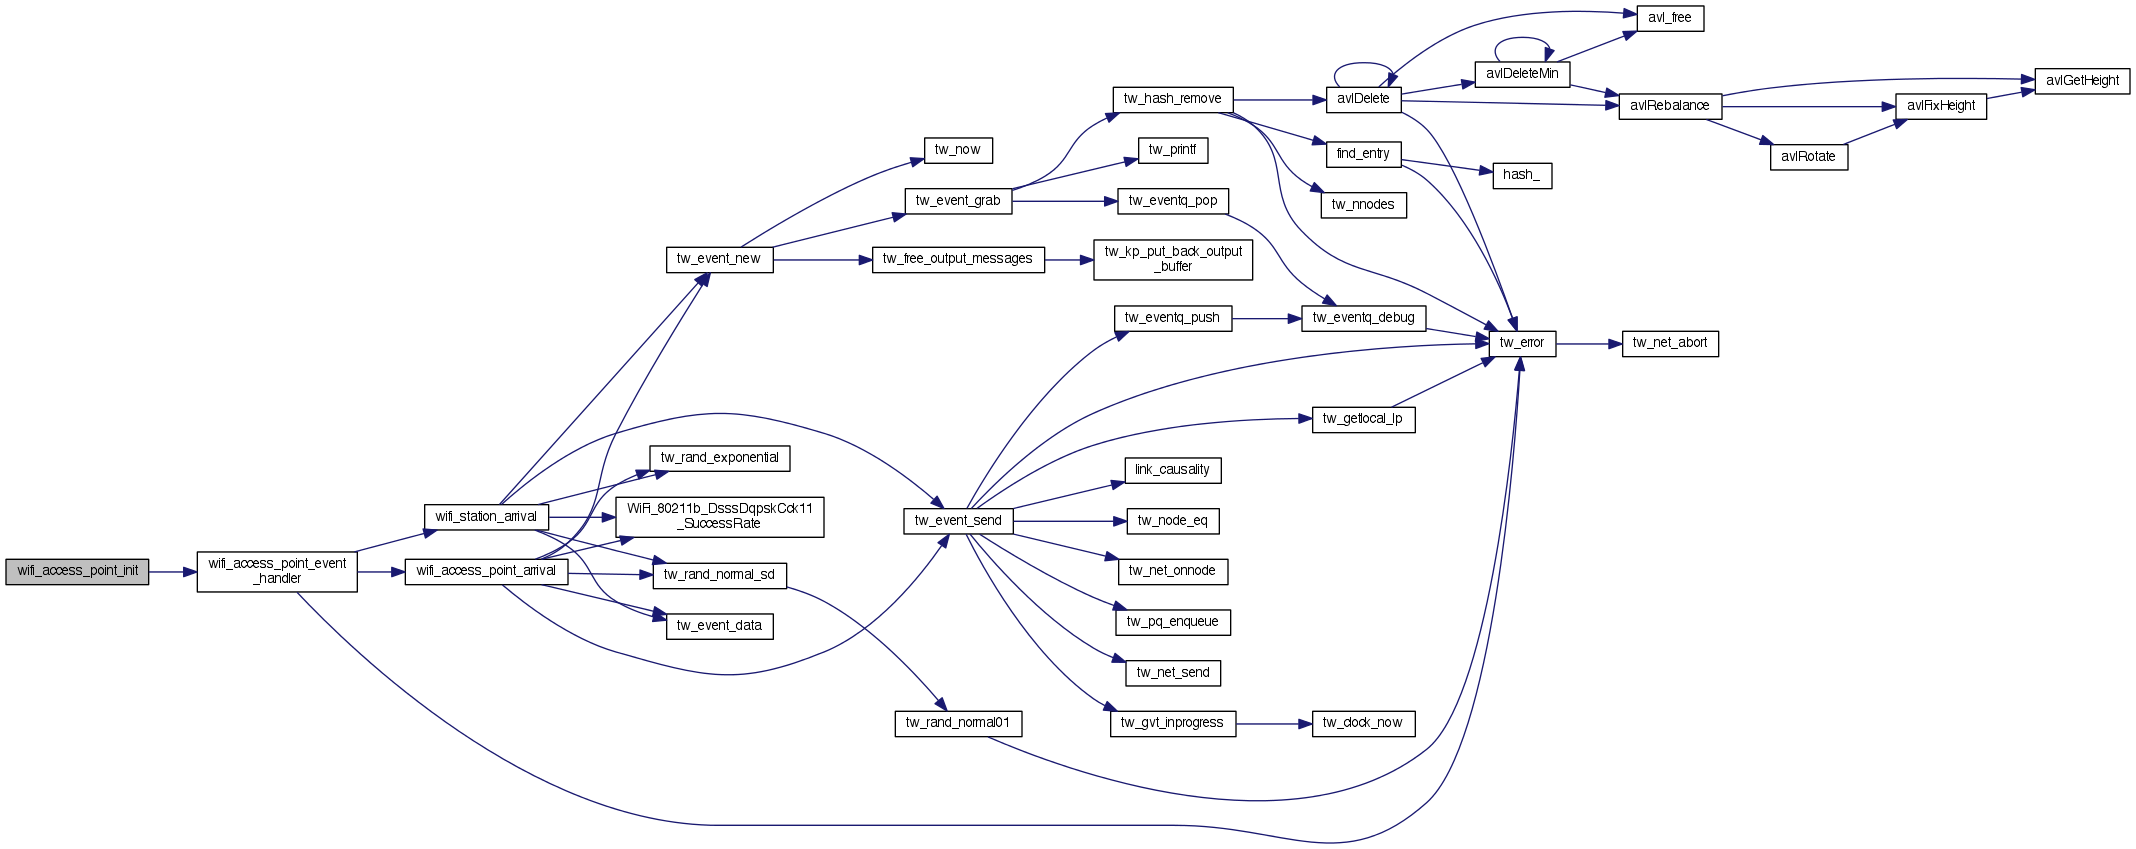 wifi_access_point_init
wifi_access_point_event
_handler
wifi_station_arrival
wifi_access_point_arrival
tw_event_new
tw_rand_exponential
WiFi_80211b_DsssDqpskCck11
_SuccessRate
tw_rand_normal_sd
tw_event_data
tw_now
tw_event_grab
tw_free_output_messages
tw_event_send
tw_rand_normal01
tw_hash_remove
tw_printf
tw_eventq_pop
tw_kp_put_back_output
_buffer
tw_eventq_push
link_causality
tw_node_eq
tw_net_onnode
tw_pq_enqueue
tw_net_send
tw_gvt_inprogress
avlDelete
find_entry
tw_nnodes
tw_eventq_debug
tw_getlocal_lp
tw_clock_now
avlDeleteMin
hash_
tw_error
avl_free
avlRebalance
tw_net_abort
avlRotate
avlFixHeight
avlGetHeight